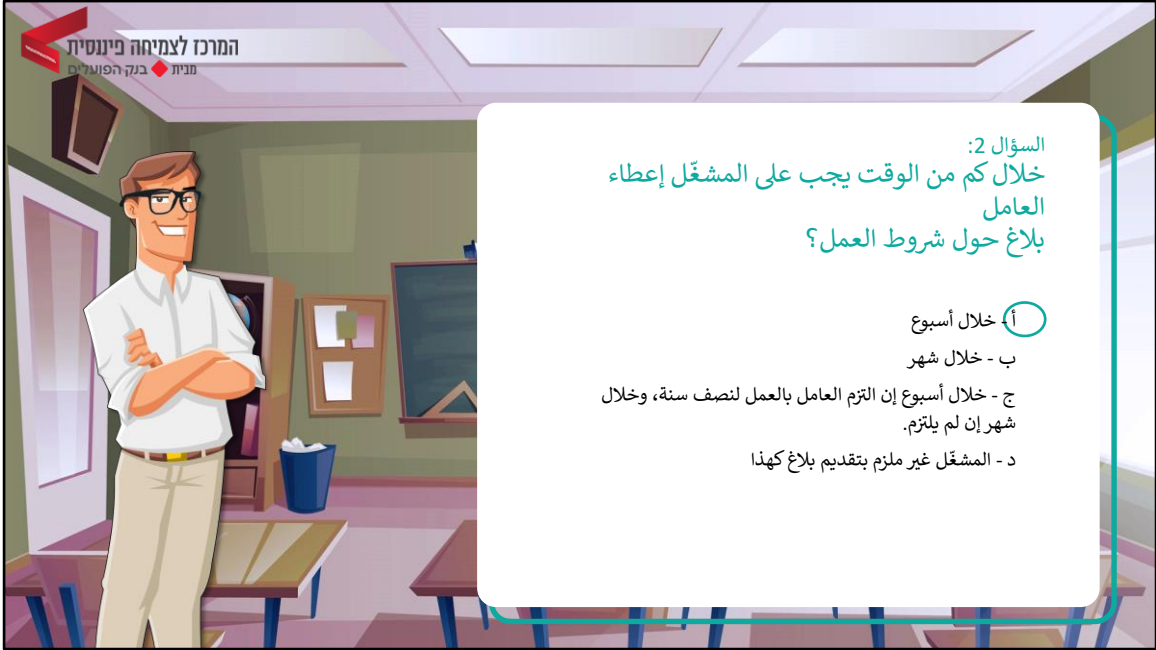 המרכז לצמיחה פיננסית
מבית בנק הפועלים
السؤال 2:
خلال كم من الوقت يجب على المشغّل إعطاء
العامل
بلاغ حول شروط العمل؟
أ - خلال أسبوع
ب - خلال شهر
ج - خلال أسبوع إن التزم العامل بالعمل لنصف سنة، وخلال
شهر إن لم يلتزم.
د - المشغّل غير ملزم بتقديم بلاغ كهذا